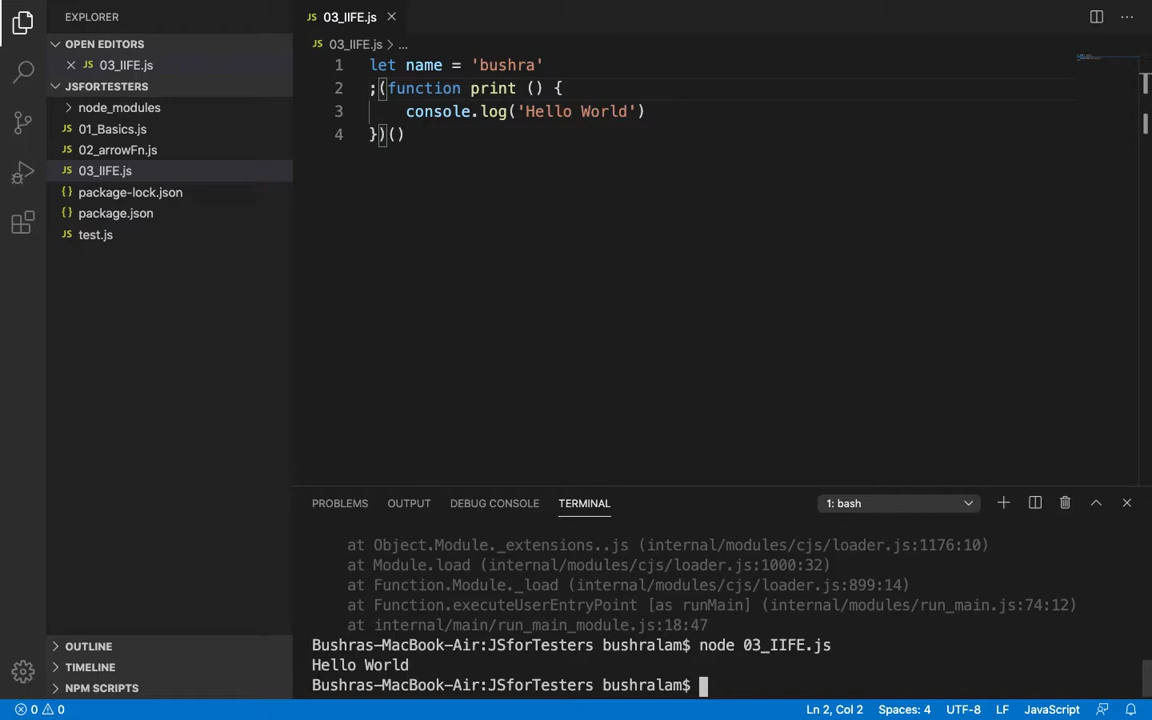 EXPLORER
OPEN EDITORS
03_IIFE.js
JSFORTESTERS
node_modules
JS 01_Basics.js
JS 02_arrowFn.js
JS 03_IIFE.js
{ } package-lock.json
{ } package.json
JS test.js
OUTLINE
TIMELINE
NPM SCRIPTS
JS 03_IIFE.js
JS 03_IIFE.js > ...
1 let name = 'bushra'
2 ;(function print () {
3 console.log('Hello World')
4 })()
PROBLEMS OUTPUT DEBUG CONSOLE TERMINAL 1: bash
at Object.Module._extensions..js (internal/modules/cjs/loader.js:1176:10)
at Module.load (internal/modules/cjs/loader.js:1000:32)
at Function.Module._load (internal/modules/cjs/loader.js:899:14)
at Function.executeUserEntryPoint [as runMain] (internal/modules/run_main.js:74:12)
at internal/main/run_main_module.js:18:47
Bushras-MacBook-Air:JSforTesters bushralam$ node 03_IIFE.js
Hello World
Bushras-MacBook-Air:JSforTesters bushralam$
0 0 Ln 2, Col 2 Spaces: 4 UTF-8 LF JavaScript